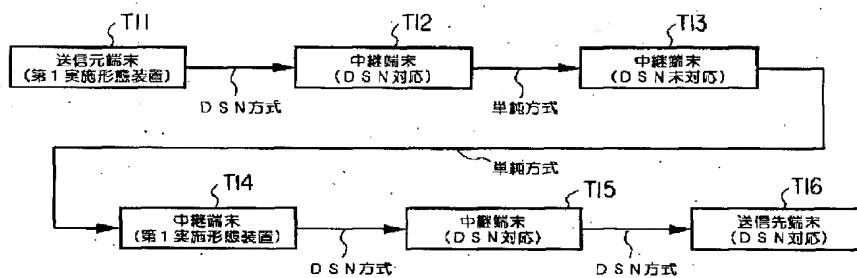 T11
T12
T13
送信元端末
(第1実施形態装置)
中継端末
(DSN対応)
中継端末
(DSN未対応)
DSN方式
単純方式
単純方式
T14
T15
T16
中継端末
(第1実施形態装置)
中継端末
(DSN対応)
送信先端末
(DSN対応)
DSN方式
DSN方式